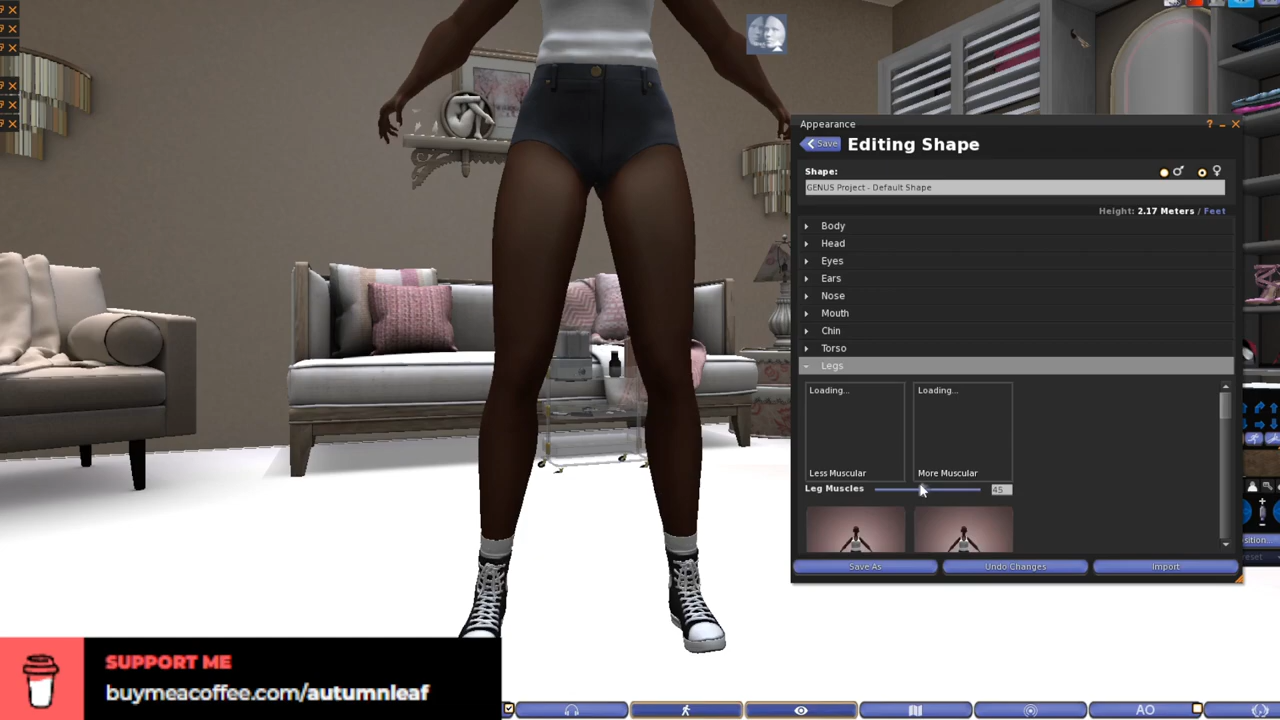 Appearance
? – ×
Save
Editing Shape
Shape:
GENUS Project - Default Shape
Height: 2.17 Meters / Feet
Body
Head
Eyes
Ears
Nose
Mouth
Chin
Torso
Legs
Loading...
Loading...
Less Muscular
More Muscular
Leg Muscles
45
Save As
Undo Changes
Import
SUPPORT ME
buymeacoffee.com/autumnleaf
AO